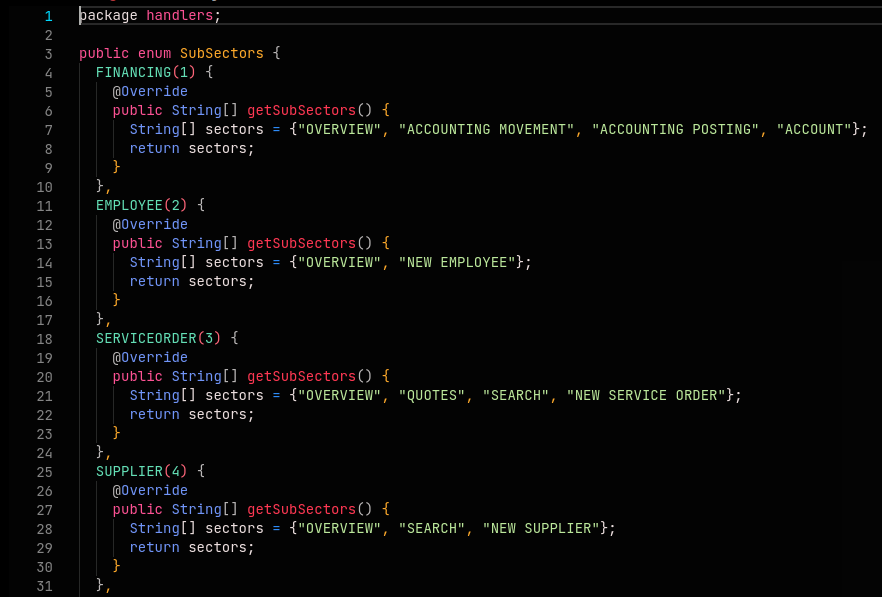 1 package handlers;
2
3 public enum SubSectors {
4 FINANCING(1) {
5 @Override
6 public String[] getSubSectors() {
7 String[] sectors = {"OVERVIEW", "ACCOUNTING MOVEMENT", "ACCOUNTING POSTING", "ACCOUNT"};
8 return sectors;
9 }
10 },
11 EMPLOYEE(2) {
12 @Override
13 public String[] getSubSectors() {
14 String[] sectors = {"OVERVIEW", "NEW EMPLOYEE"};
15 return sectors;
16 }
17 },
18 SERVICEORDER(3) {
19 @Override
20 public String[] getSubSectors() {
21 String[] sectors = {"OVERVIEW", "QUOTES", "SEARCH", "NEW SERVICE ORDER"};
22 return sectors;
23 }
24 },
25 SUPPLIER(4) {
26 @Override
27 public String[] getSubSectors() {
28 String[] sectors = {"OVERVIEW", "SEARCH", "NEW SUPPLIER"};
29 return sectors;
30 }
31 },